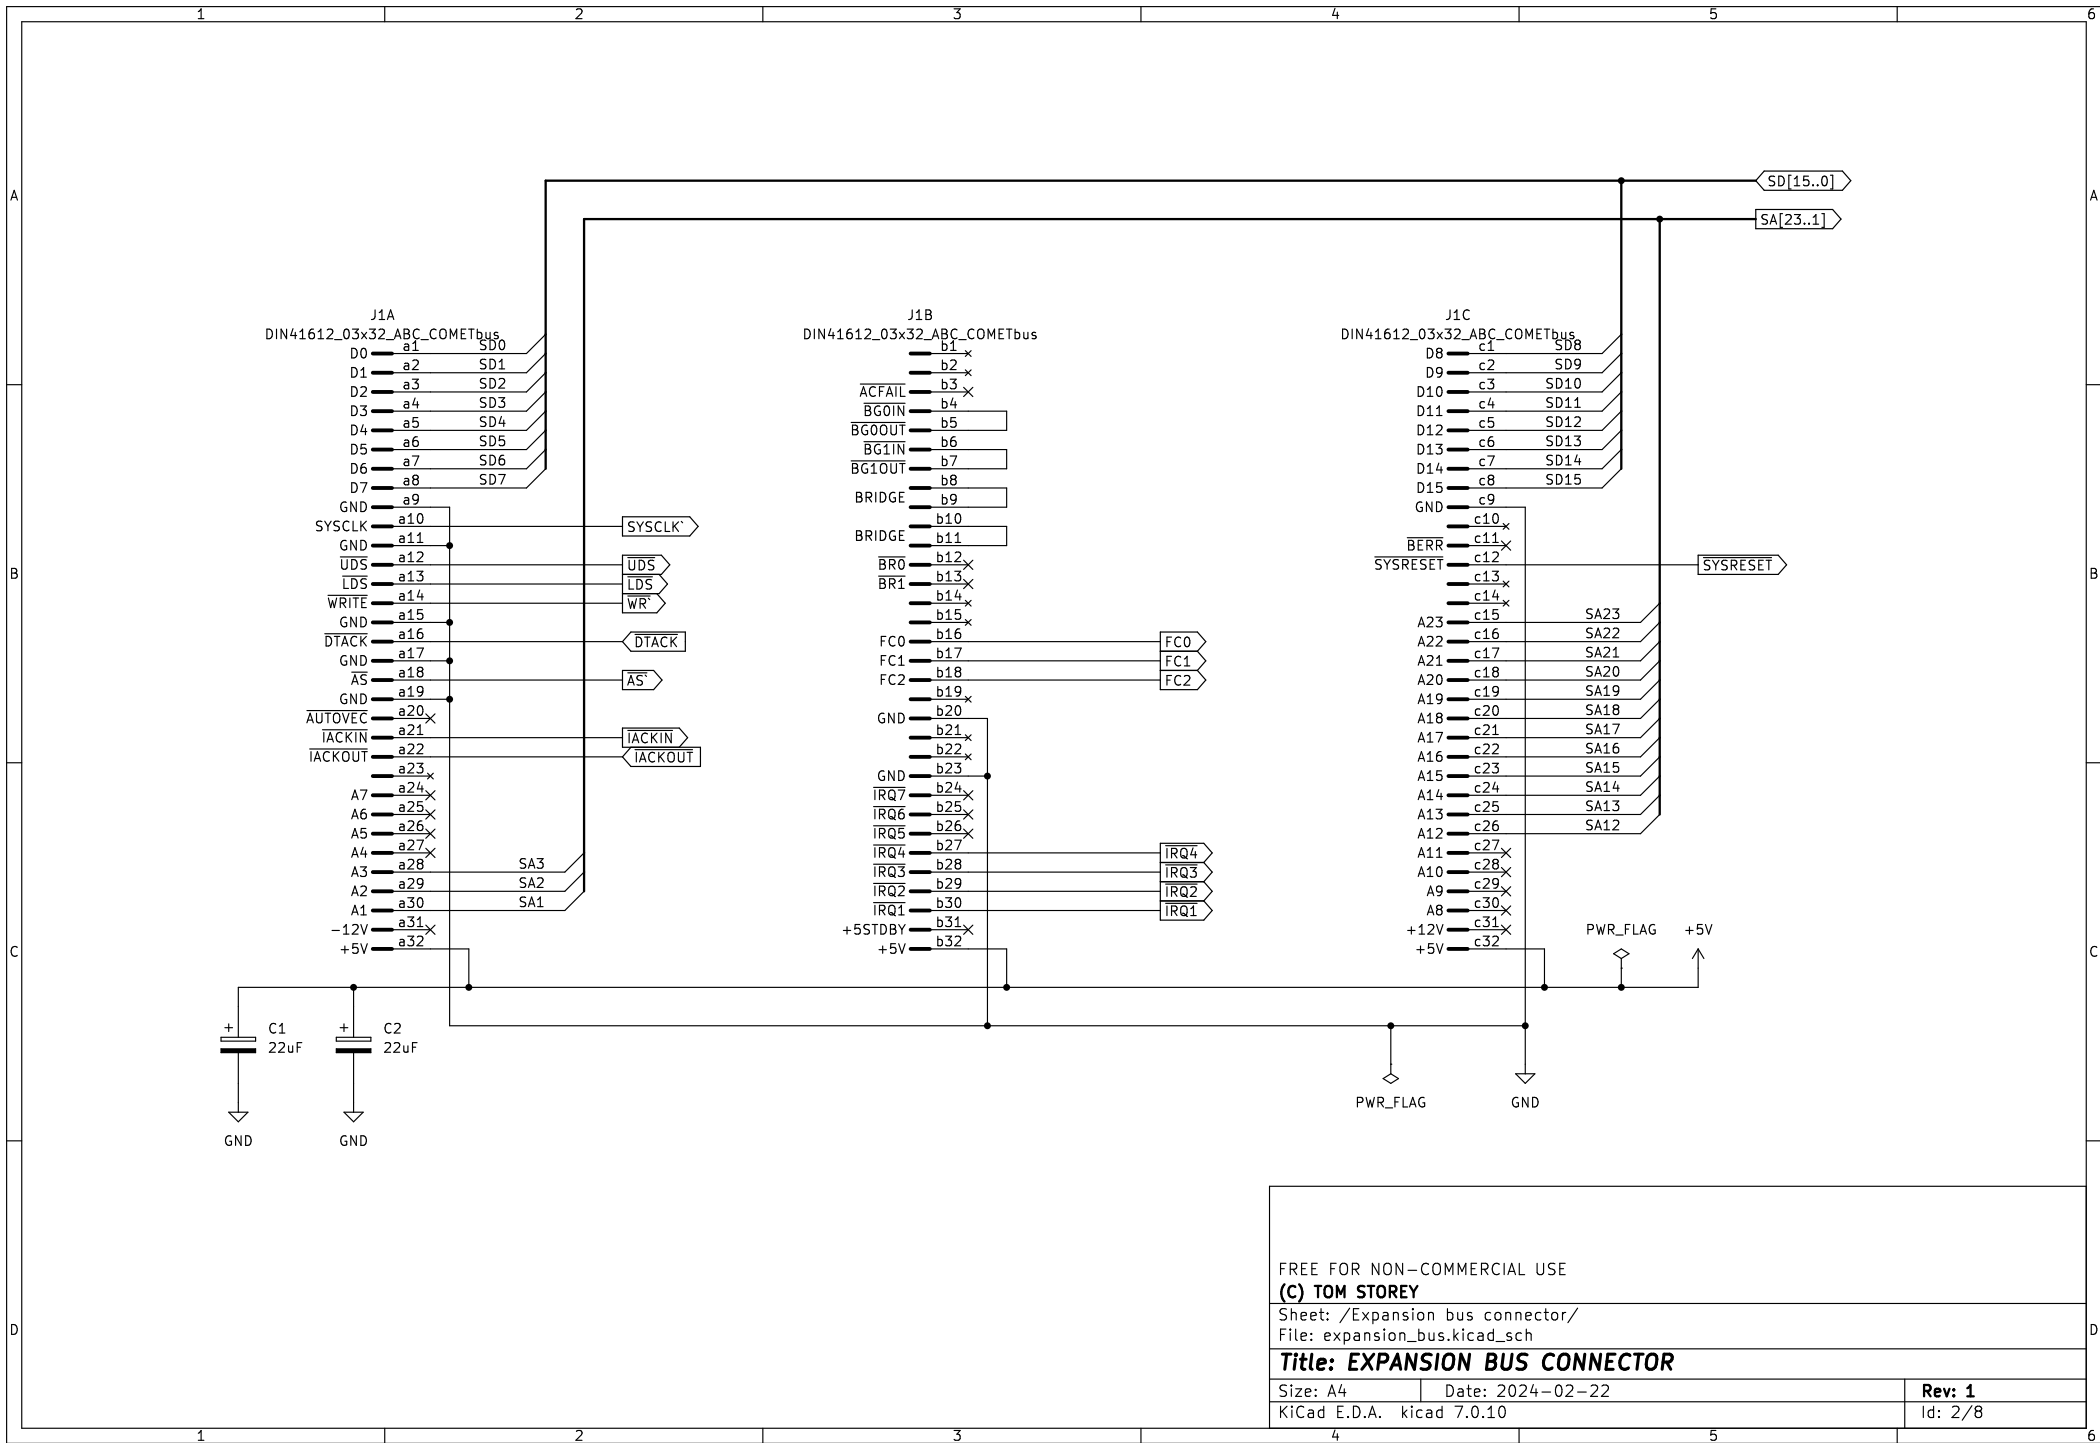 1 2 3 4 5 6
A A
SD[15..0]
SA[23..1]
J1A
DIN41612_03x32_ABC_COMETbus
D0 a1 SD0
D1 a2 SD1
D2 a3 SD2
D3 a4 SD3
D4 a5 SD4
D5 a6 SD5
D6 a7 SD6
D7 a8 SD7
GND a9
SYSCLK a10 SYSCLK`
GND a11
UDS a12 UDS
LDS a13 LDS
WRITE a14 WR`
GND a15
DTACK a16 DTACK
GND a17
AS a18 AS`
GND a19
AUTOVEC a20
IACKIN a21 IACKIN
IACKOUT a22 IACKOUT
a23
A7 a24
A6 a25
A5 a26
A4 a27
A3 a28 SA3
A2 a29 SA2
A1 a30 SA1
-12V a31
+5V a32
J1B
DIN41612_03x32_ABC_COMETbus
b1
b2
ACFAIL b3
BG0IN b4
BG0OUT b5
BG1IN b6
BG1OUT b7
b8
BRIDGE
b9
b10
BRIDGE
b11
BR0 b12
BR1 b13
b14
b15
FC0 b16 FC0
FC1 b17 FC1
FC2 b18 FC2
b19
GND b20
b21
b22
GND b23
IRQ7 b24
IRQ6 b25
IRQ5 b26
IRQ4 b27 IRQ4
IRQ3 b28 IRQ3
IRQ2 b29 IRQ2
IRQ1 b30 IRQ1
+5STDBY b31
+5V b32
J1C
DIN41612_03x32_ABC_COMETbus
D8 c1 SD8
D9 c2 SD9
D10 c3 SD10
D11 c4 SD11
D12 c5 SD12
D13 c6 SD13
D14 c7 SD14
D15 c8 SD15
GND c9
c10
BERR c11
SYSRESET c12 SYSRESET
c13
c14
A23 c15 SA23
A22 c16 SA22
A21 c17 SA21
A20 c18 SA20
A19 c19 SA19
A18 c20 SA18
A17 c21 SA17
A16 c22 SA16
A15 c23 SA15
A14 c24 SA14
A13 c25 SA13
A12 c26 SA12
A11 c27
A10 c28
A9 c29
A8 c30
+12V c31
+5V c32
PWR_FLAG +5V
B B
C C
+ C1
22uF
GND
+ C2
22uF
GND
PWR_FLAG
GND
D D
FREE FOR NON-COMMERCIAL USE
(C) TOM STOREY
Sheet: /Expansion bus connector/
File: expansion_bus.kicad_sch
Title: EXPANSION BUS CONNECTOR
Size: A4 Date: 2024-02-22 Rev: 1
KiCad E.D.A. kicad 7.0.10 Id: 2/8
1 2 3 4 5 6